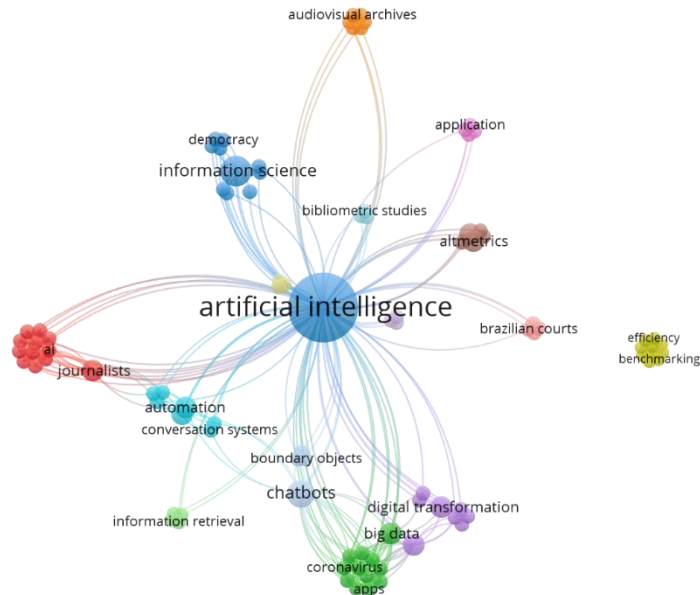 audiovisual archives
application
democracy
information science
bibliometric studies
altmetrics
artificial intelligence
brazilian courts
efficiency
benchmarking
ai
journalists
automation
conversation systems
boundary objects
chatbots
digital transformation
information retrieval
big data
coronavirus
apps